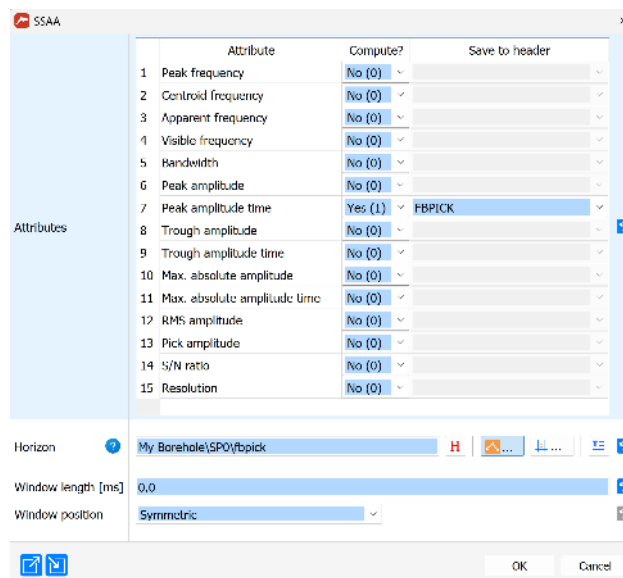 SSAA
Attribute Compute? Save to header
1 Peak frequency No (0)
2 Centroid frequency No (0)
3 Apparent frequency No (0)
4 Visible frequency No (0)
5 Bandwidth No (0)
6 Peak amplitude No (0)
7 Peak amplitude time Yes (1) FBPICK
8 Trough amplitude No (0)
9 Trough amplitude time No (0)
10 Max. absolute amplitude No (0)
11 Max. absolute amplitude time No (0)
12 RMS amplitude No (0)
13 Pick amplitude No (0)
14 S/N ratio No (0)
15 Resolution No (0)
Attributes
Horizon ? My Borehole\SP0\fbpick H ... ...
Window length [ms] 0.0
Window position Symmetric
OK Cancel